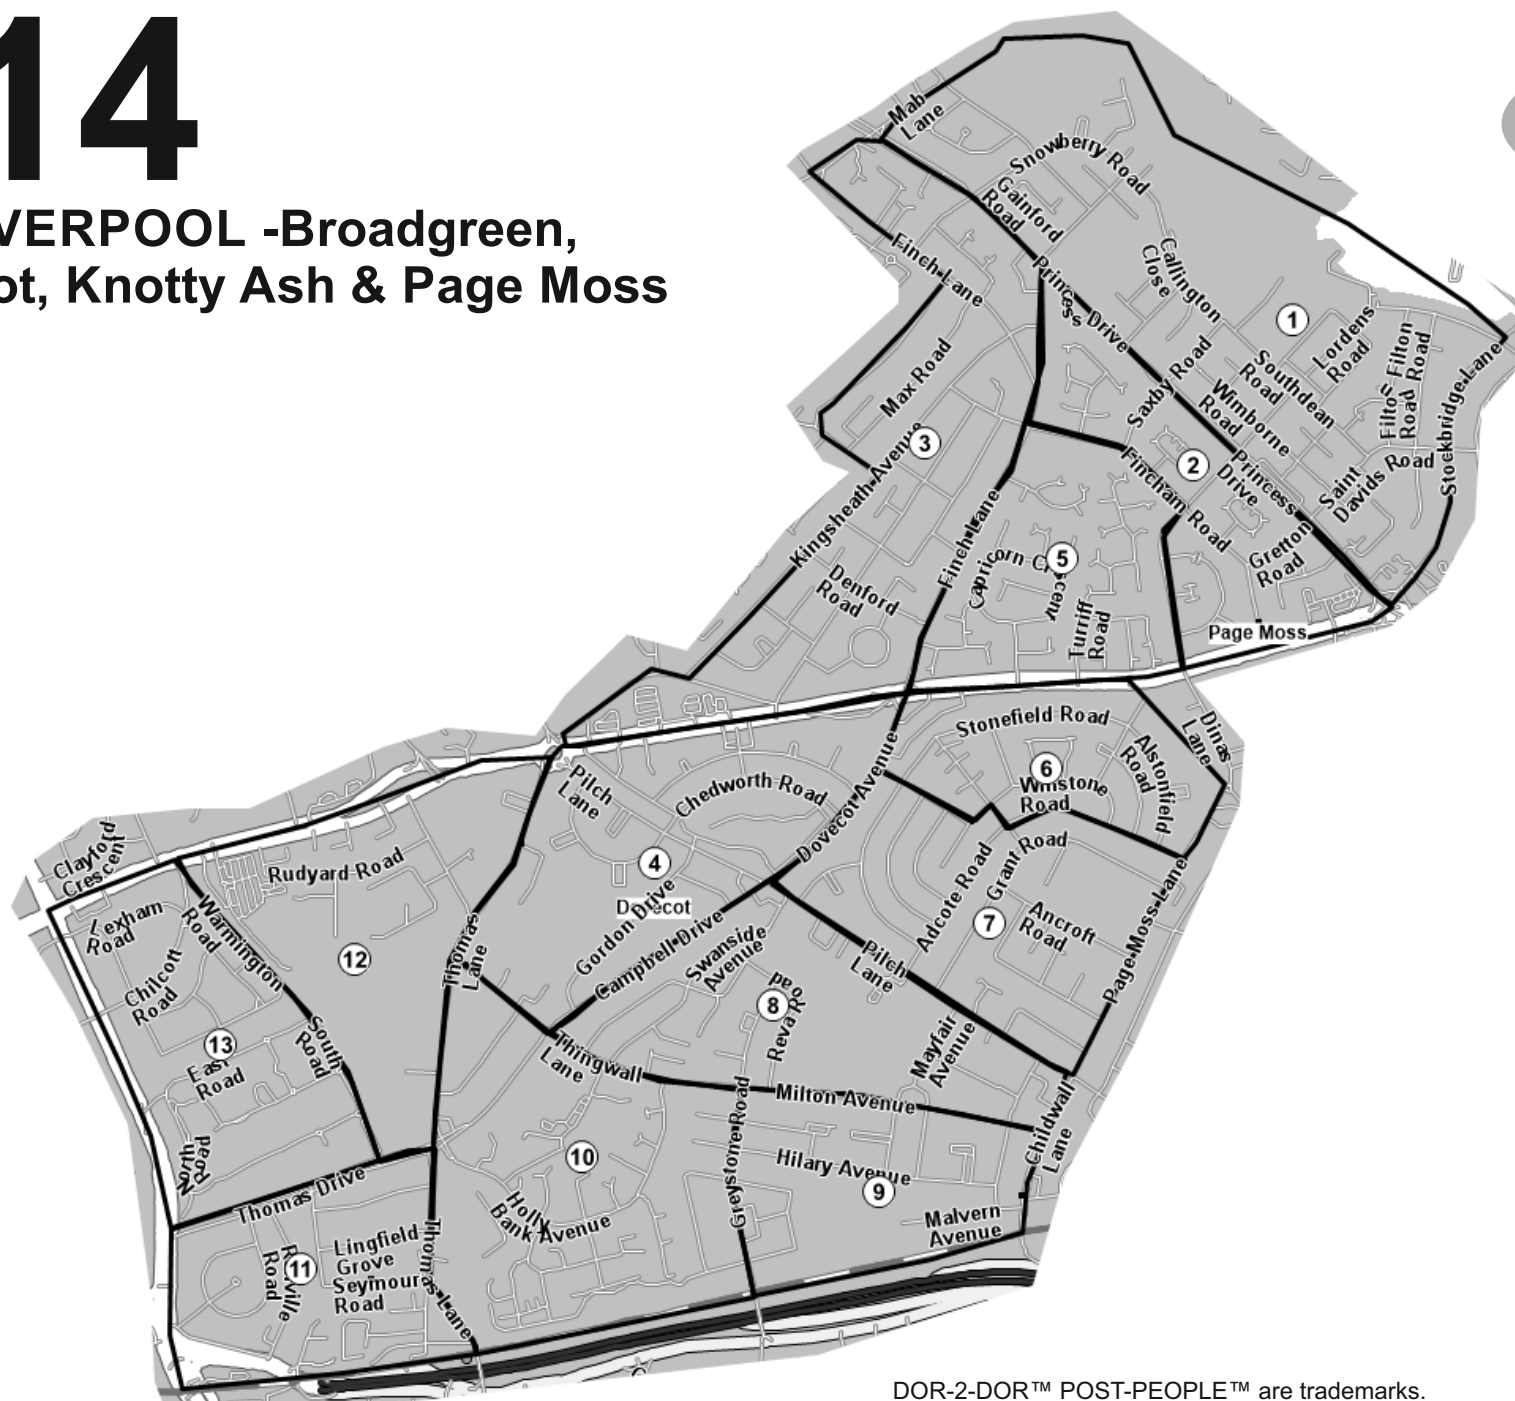 14
VERPOOL -Broadgreen,
ot, Knotty Ash & Page Moss
Mab
Lane
Snowberry Road
Gainford
Road
Finch Lane
Princess
Drive
Callington
Close
1
Lordens
Road
Filton
Road
Filton
Road
Stockbridge Lane
Max Road
Saxby Road
Southdean
Road
Wimborne
Road
3
Kingsheath Avenue
2
Princess
Drive
Saint
Davids Road
Fincham Road
Finch Lane
Capricorn Crescent
5
Gretton
Road
Denford
Road
Turriff
Road
Page Moss
Stonefield Road
Dinas
Lane
Alstonfield
Road
6
Winstone
Road
Pilch
Lane
Chedworth Road
Dovecot Avenue
Clayford
Crescent
Rudyard Road
4
Dovecot
Gordon Drive
Campbell Drive
Adcote Road
Grant Road
7
Ancroft
Road
Page Moss Lane
Lexham
Road
Warmington
Road
12
Thomas
Lane
Swanside
Avenue
Pilch
Lane
Chilcott
Road
8
Reva Road
13
East
Road
South
Road
Thingwall
Lane
Mayfair
Avenue
Milton Avenue
Childwall
Lane
North
Road
10
Greystone Road
Hilary Avenue
9
Thomas Drive
Holly
Bank Avenue
Malvern
Avenue
11
Lingfield
Grove
Seymour
Road
Thomas Lane
DOR-2-DOR™ POST-PEOPLE™ are trademarks.